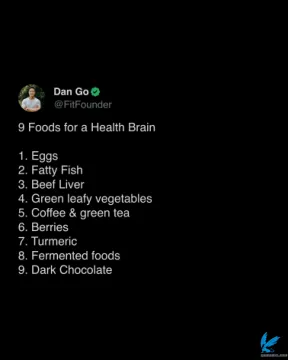 Dan Go
@FitFounder
9 Foods for a Health Brain
1. Eggs
2. Fatty Fish
3. Beef Liver
4. Green leafy vegetables
5. Coffee & green tea
6. Berries
7. Turmeric
8. Fermented foods
9. Dark Chocolate